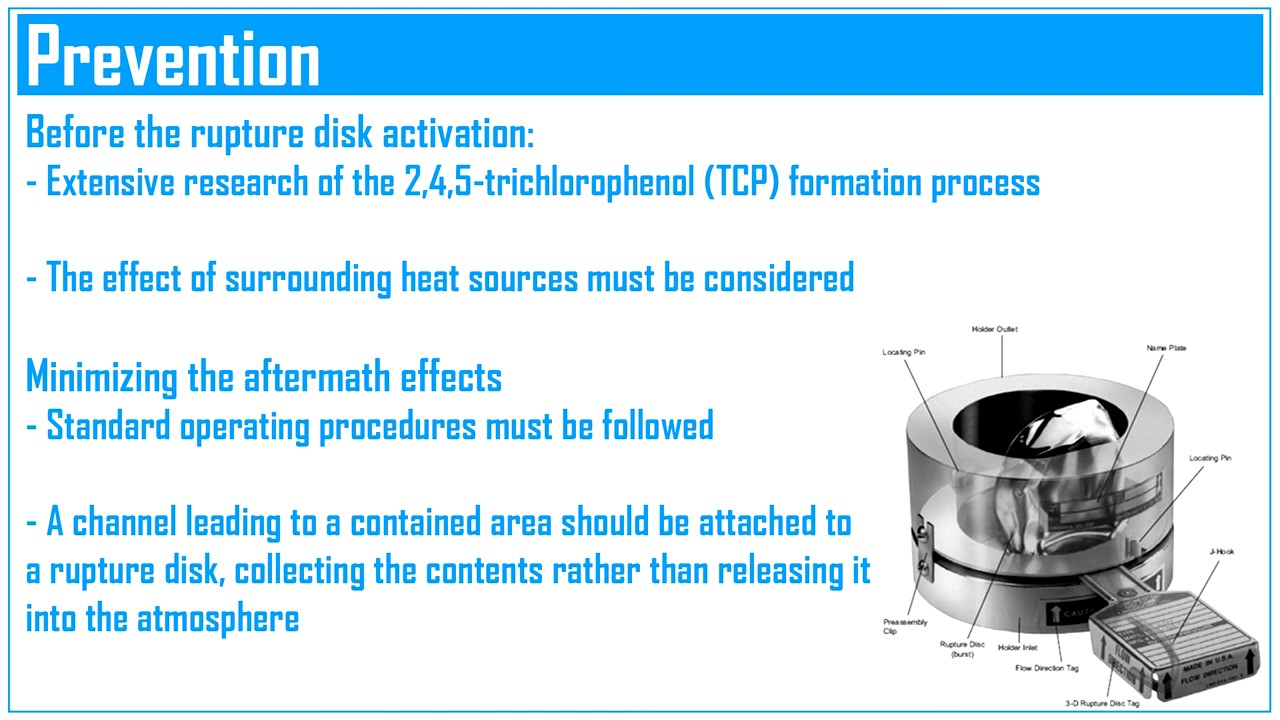 Prevention
Before the rupture disk activation:
- Extensive research of the 2,4,5-trichlorophenol (TCP) formation process
- The effect of surrounding heat sources must be considered
Minimizing the aftermath effects
- Standard operating procedures must be followed
- A channel leading to a contained area should be attached to
a rupture disk, collecting the contents rather than releasing it
into the atmosphere
Holder Outlet
Locating Pin
Name Plate
Locating Pin
J-Hook
Preassembly
Clip
Rupture Disc
(burst)
Holder Inlet
Flow Direction Tag
3-D Rupture Disc Tag
CAUT
FLOW
DIRECTION
MADE IN U.S.A.
FLOW DIRECTION